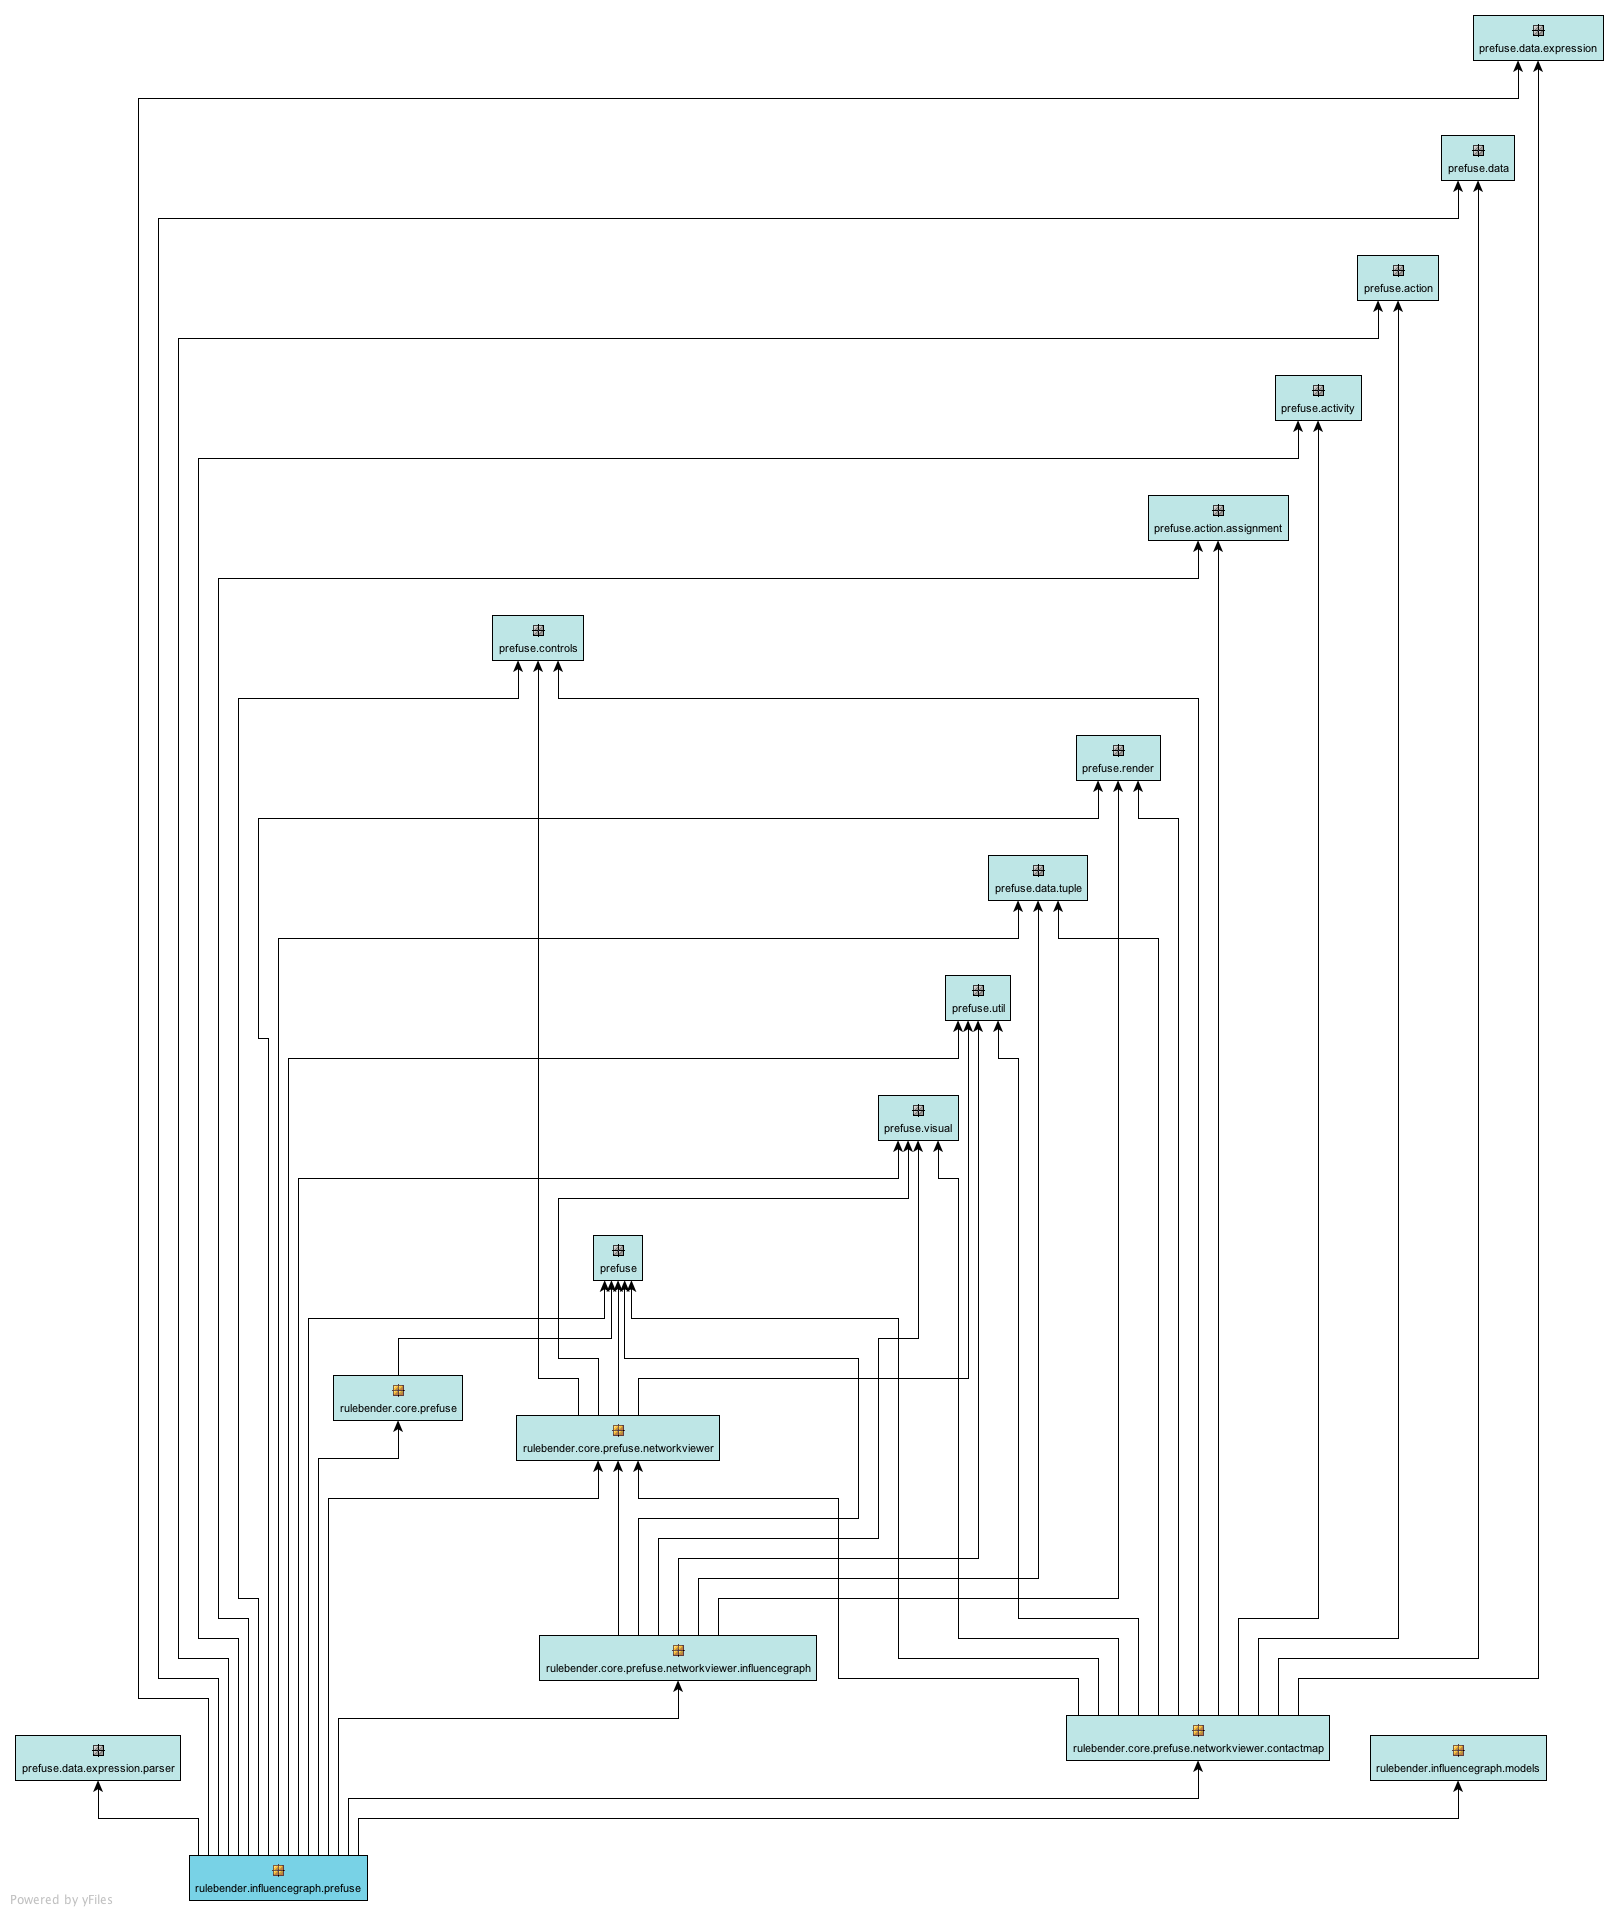 prefuse.data.expression
prefuse.data
prefuse.action
prefuse.activity
prefuse.action.assignment
prefuse.controls
prefuse.render
prefuse.data.tuple
prefuse.util
prefuse.visual
prefuse
rulebender.core.prefuse
rulebender.core.prefuse.networkviewer
rulebender.core.prefuse.networkviewer.influencegraph
rulebender.core.prefuse.networkviewer.contactmap
prefuse.data.expression.parser
rulebender.influencegraph.models
rulebender.influencegraph.prefuse
Powered by yFiles